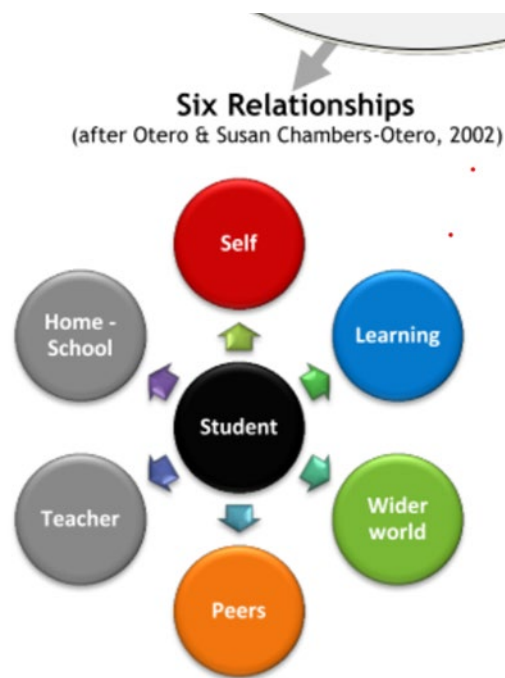 Six Relationships
(after Otero & Susan Chambers-Otero, 2002)
Self
Home -
School
Learning
Student
Teacher
Wider
world
Peers